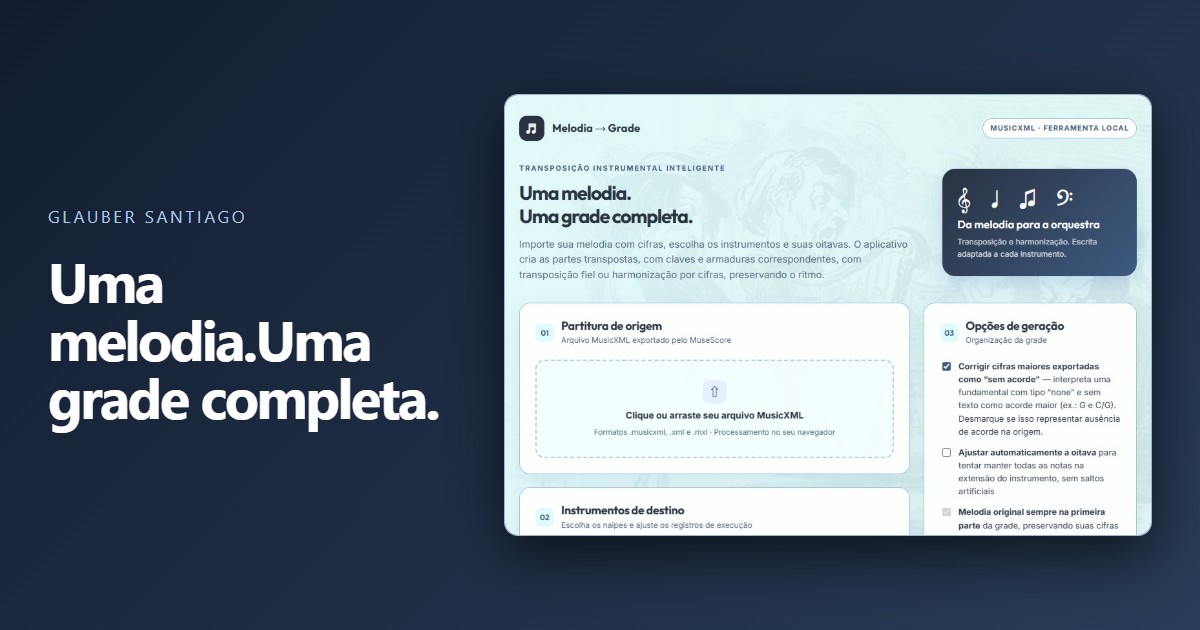 GLAUBER SANTIAGO
Uma
melodia.Uma
grade completa.
Melodia → Grade
MUSICXML · FERRAMENTA LOCAL
TRANSPOSIÇÃO INSTRUMENTAL INTELIGENTE
Uma melodia.
Uma grade completa.
Importe sua melodia com cifras, escolha os instrumentos e suas oitavas. O aplicativo
cria as partes transpostas, com claves e armaduras correspondentes, com
transposição fiel ou harmonização por cifras, preservando o ritmo.
Da melodia para a orquestra
Transposição e harmonização. Escrita
adaptada a cada instrumento.
01
Partitura de origem
Arquivo MusicXML exportado pelo MuseScore
Clique ou arraste seu arquivo MusicXML
Formatos .musicxml, .xml e .mxl · Processamento no seu navegador
02
Instrumentos de destino
Escolha os naipes e ajuste os registros de execução
03
Opções de geração
Organização da grade
Corrigir cifras maiores exportadas
como “sem acorde” — interpreta uma
fundamental com tipo “none” e sem
texto como acorde maior (ex.: G e C/G).
Desmarque se isso representar ausência
de acorde na origem.
Ajustar automaticamente a oitava para
tentar manter todas as notas na
extensão do instrumento, sem saltos
artificiais
Melodia original sempre na primeira
parte da grade, preservando suas cifras